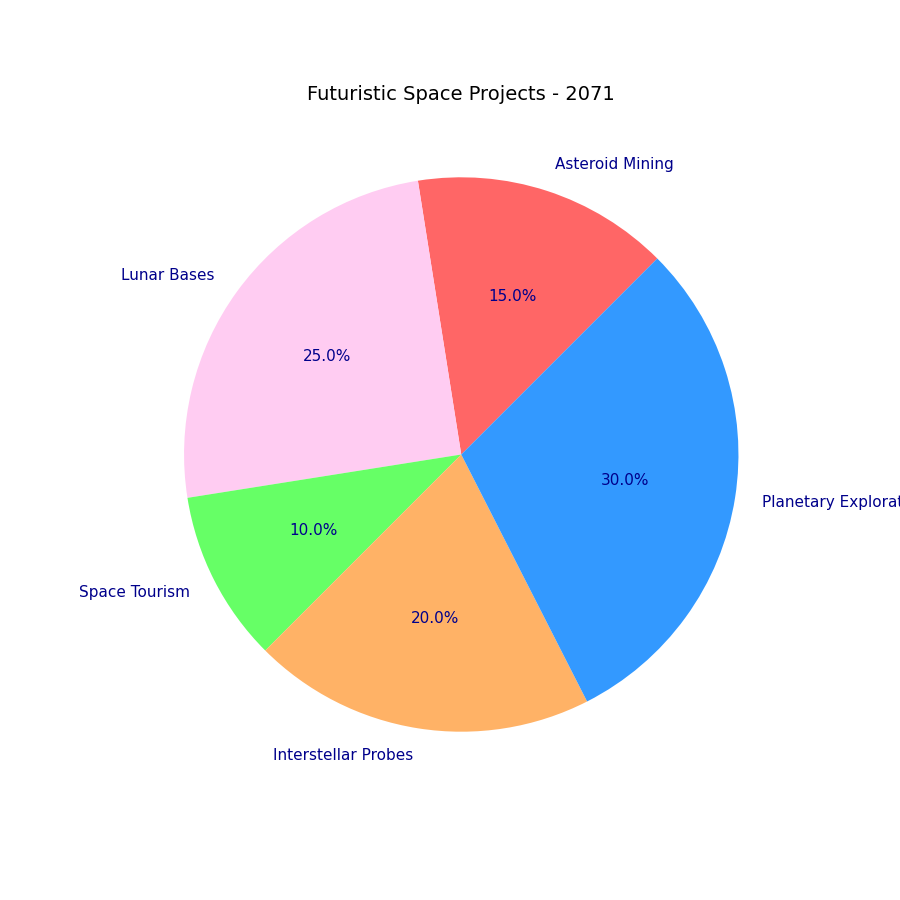 Futuristic Space Projects - 2071
Asteroid Mining
15.0%
Lunar Bases
25.0%
30.0%
Planetary Explorat
10.0%
Space Tourism
20.0%
Interstellar Probes